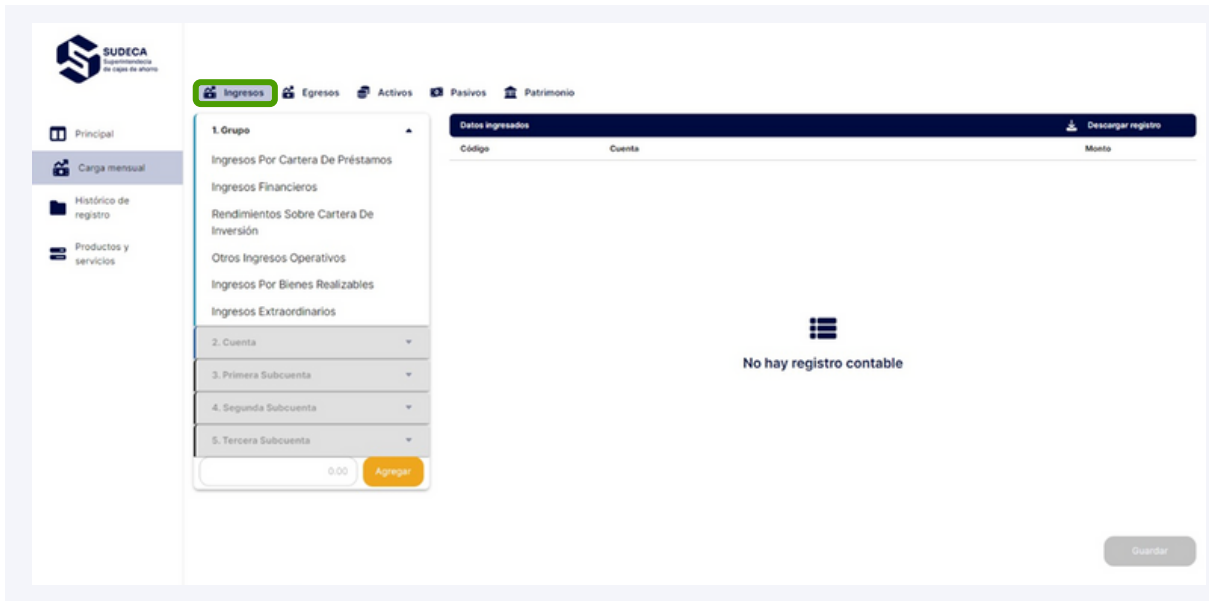 SUDECA
Superintendecia
de cajas de ahorro
Ingresos
Egresos
Activos
Pasivos
Patrimonio
Principal
Carga mensual
Histórico de
registro
Productos y
servicios
1. Grupo
Ingresos Por Cartera De Préstamos
Ingresos Financieros
Rendimientos Sobre Cartera De
Inversión
Otros Ingresos Operativos
Ingresos Por Bienes Realizables
Ingresos Extraordinarios
2. Cuenta
3. Primera Subcuenta
4. Segunda Subcuenta
5. Tercera Subcuenta
0.00
Agregar
Datos ingresados
Descargar registro
Código
Cuenta
Monto
No hay registro contable
Guardar